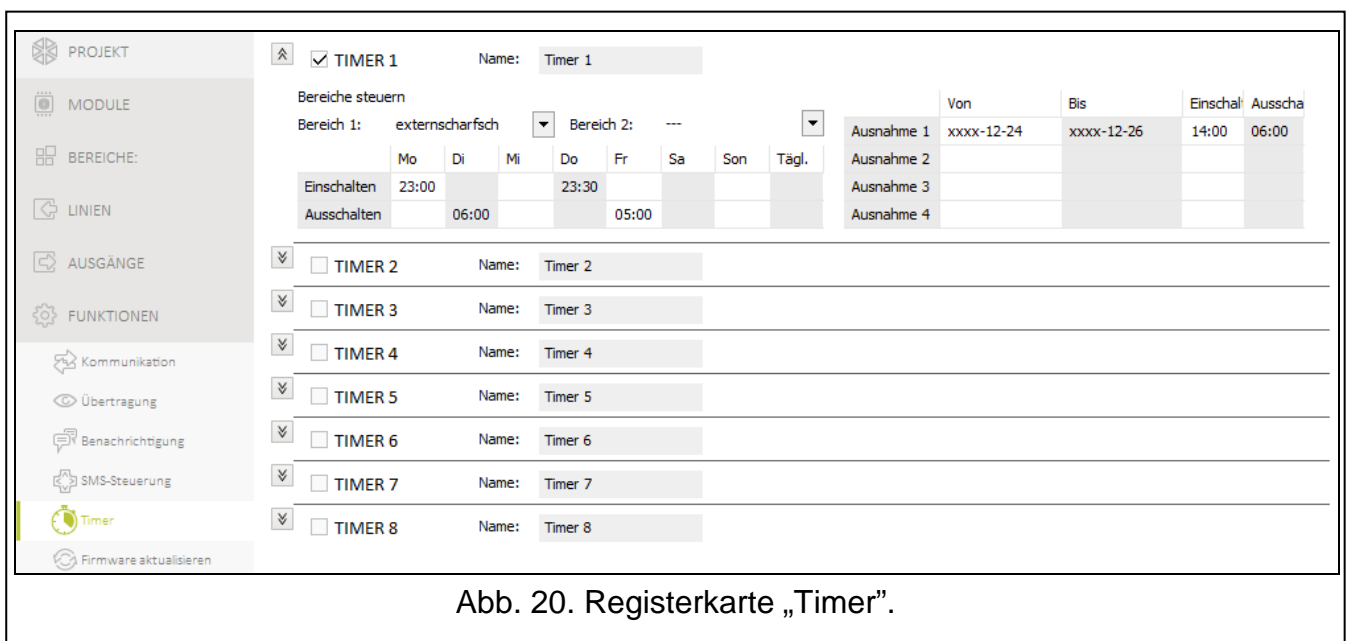 PROJEKT
MODULE
BEREICHE:
LINIEN
AUSGÄNGE
FUNKTIONEN
Kommunikation
Übertragung
Benachrichtigung
SMS-Steuerung
Timer
Firmware aktualisieren
TIMER 1 Name: Timer 1
Bereiche steuern
Bereich 1: externscharfsch Bereich 2: ---
Mo Di Mi Do Fr Sa Son Tägl.
Einschalten 23:00 23:30
Ausschalten 06:00 05:00
Von Bis Einschalt Ausscha
Ausnahme 1 xxxx-12-24 xxxx-12-26 14:00 06:00
Ausnahme 2
Ausnahme 3
Ausnahme 4
TIMER 2 Name: Timer 2
TIMER 3 Name: Timer 3
TIMER 4 Name: Timer 4
TIMER 5 Name: Timer 5
TIMER 6 Name: Timer 6
TIMER 7 Name: Timer 7
TIMER 8 Name: Timer 8
Abb. 20. Registerkarte „Timer”.